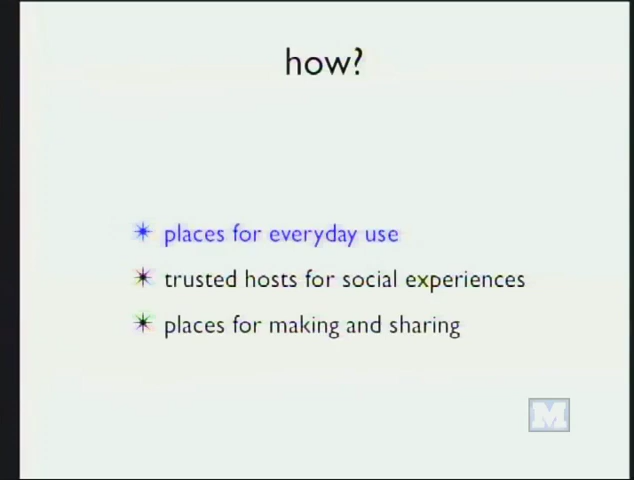 how?
✴ places for everyday use
✴ trusted hosts for social experiences
✴ places for making and sharing
M